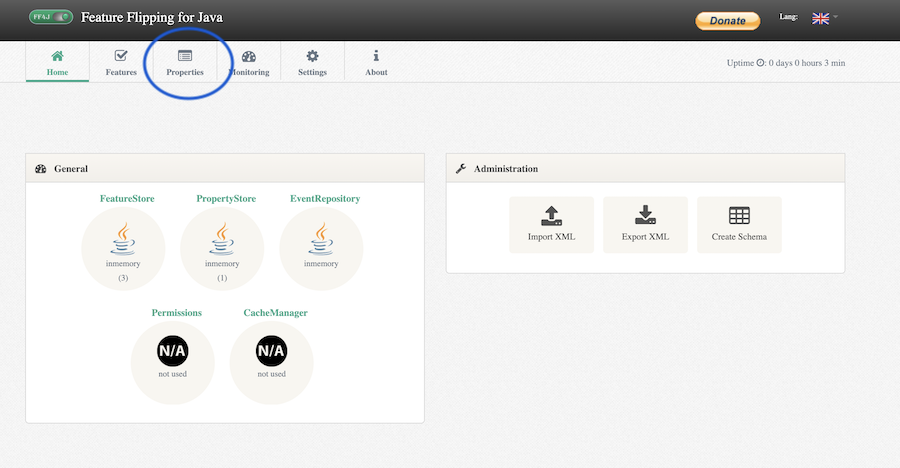 FF4J Feature Flipping for Java
Donate
Lang:
Home Features Properties Monitoring Settings About
Uptime : 0 days 0 hours 3 min
General
FeatureStore PropertyStore EventRepository
inmemory inmemory inmemory
(3) (1)
Permissions CacheManager
N/A N/A
not used not used
Administration
Import XML Export XML Create Schema